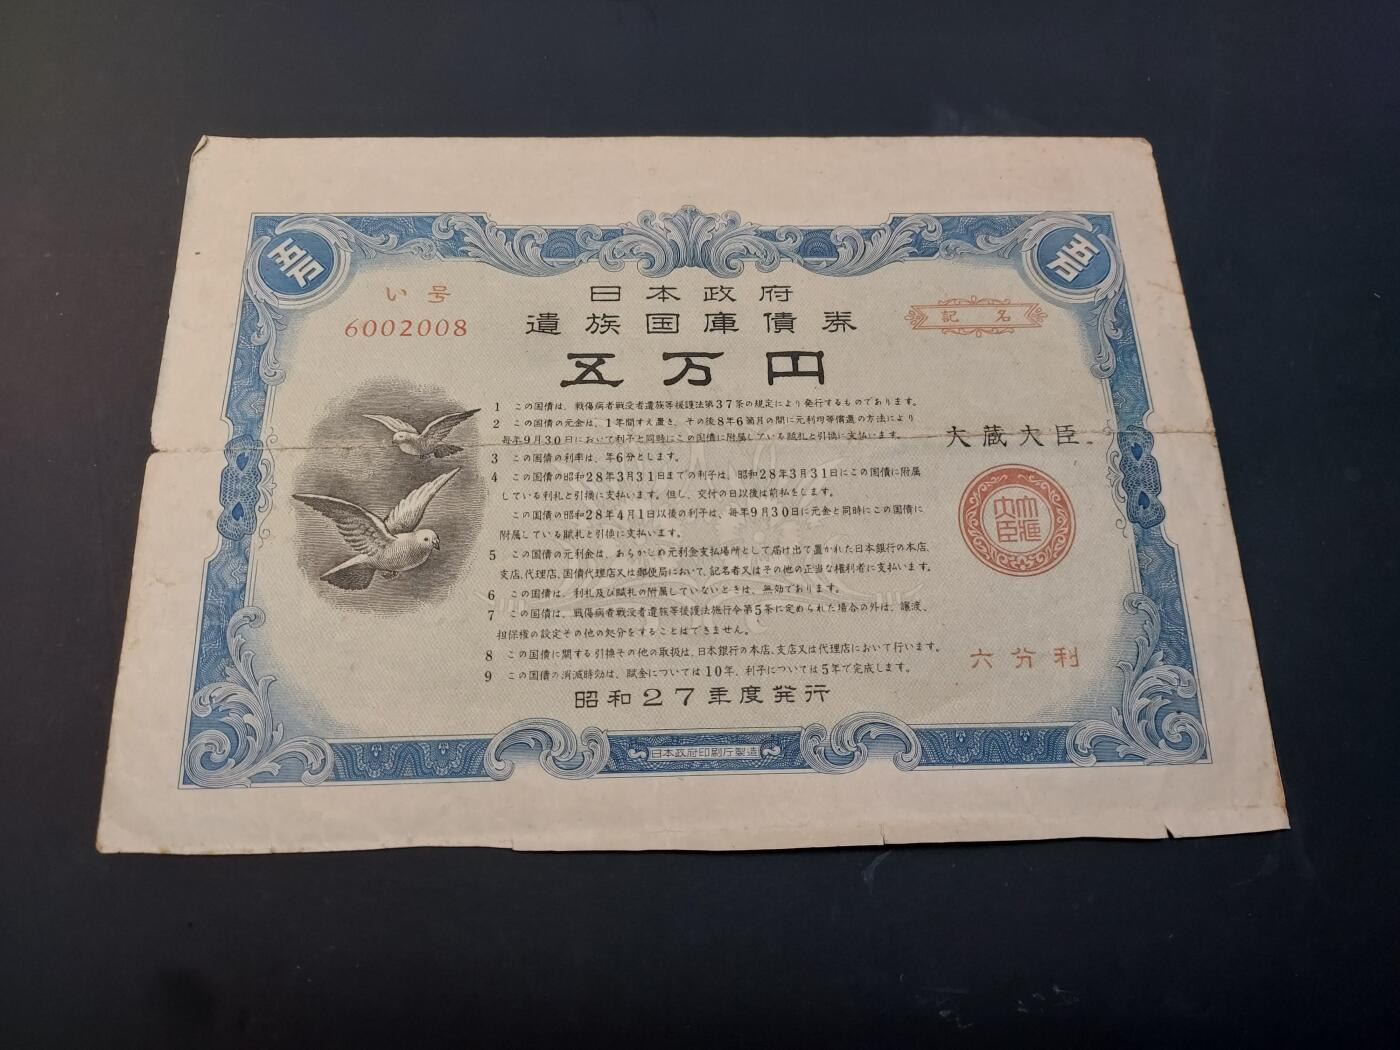 五万
五万
い号
6002008
日本政府
遺族国庫債券
五万円
記名
1 この国債は、戦傷病者戦没者遺族等援護法第37条の規定により発行するものであります。
2 この国債の元金は、1年間すえ置き、その後8年6箇月の間に元利均等償還の方法により
毎年9月30日において利子と同時にこの国債に附属している賦札と引換に支払います。
3 この国債の利率は、年6分とします。
4 この国債の昭和28年3月31日までの利子は、昭和28年3月31日にこの国債に附属
している利札と引換に支払います。但し、交付の日以後は前払をします。
この国債の昭和28年4月1日以後の利子は、毎年9月30日に元金と同時にこの国債に
附属している賦札と引換に支払います。
5 この国債の元利金は、あらかじめ元利金支払場所として届け出て置かれた日本銀行の本店、
支店、代理店、国債代理店又は郵便局において、記名者又はその他の正当な権利者に支払います。
6 この国債は、利札及び賦札の附属していないときは、無効であります。
7 この国債は、戦傷病者戦没者遺族等援護法施行令第5条に定められた場合の外は、譲渡、
担保権の設定その他の処分をすることはできません。
8 この国債に関する引換その他の取扱は、日本銀行の本店、支店又は代理店において行います。
9 この国債の消滅時効は、賦金については10年、利子については5年で完成します。
大蔵大臣
大蔵大臣
六分利
昭和27年度発行
日本政府印刷庁製造